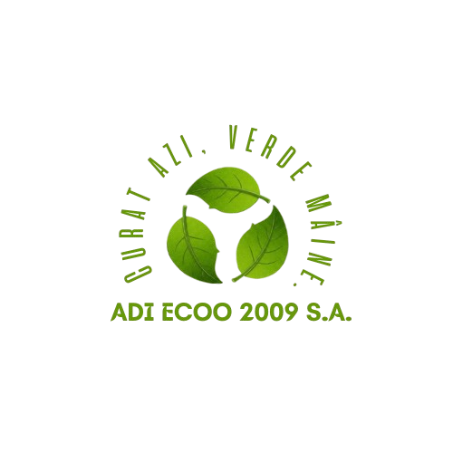 CURAT AZI, VERDE MÂINE.
ADI ECOO 2009 S.A.